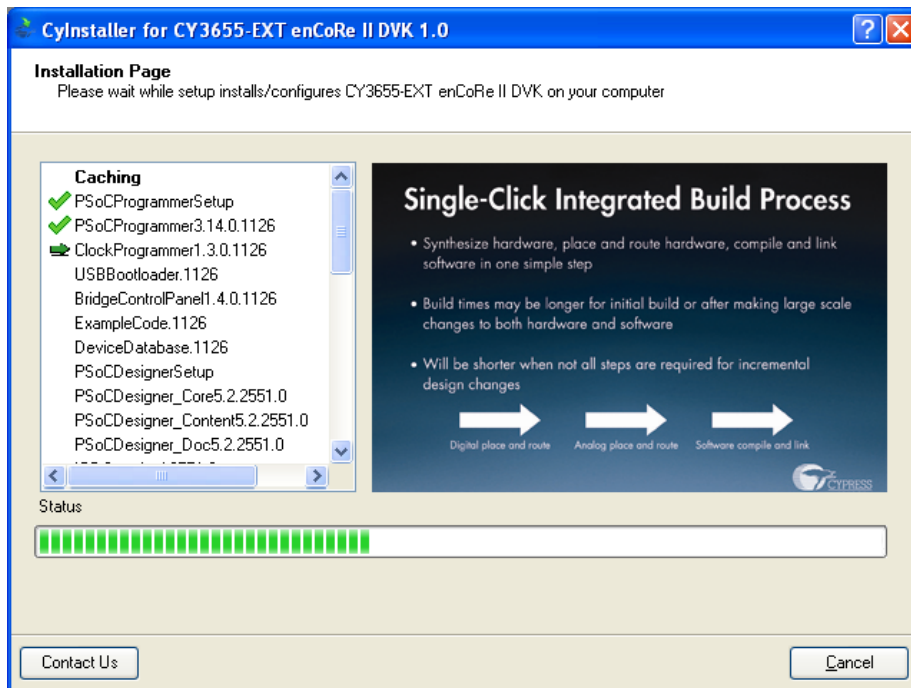 CyInstaller for CY3655-EXT enCoRe II DVK 1.0
Installation Page
Please wait while setup installs/configures CY3655-EXT enCoRe II DVK on your computer
Caching
PSoCProgrammerSetup
PSoCProgrammer3.14.0.1126
ClockProgrammer1.3.0.1126
USBBootloader.1126
BridgeControlPanel1.4.0.1126
ExampleCode.1126
DeviceDatabase.1126
PSoCDesignerSetup
PSoCDesigner_Core5.2.2551.0
PSoCDesigner_Content5.2.2551.0
PSoCDesigner_Doc5.2.2551.0
Single-Click Integrated Build Process
• Synthesize hardware, place and route hardware, compile and link
software in one simple step
• Build times may be longer for initial build or after making large scale
changes to both hardware and software
• Will be shorter when not all steps are required for incremental
design changes
Digital place and route
Analog place and route
Software compile and link
CYPRESS
Status
Contact Us
Cancel